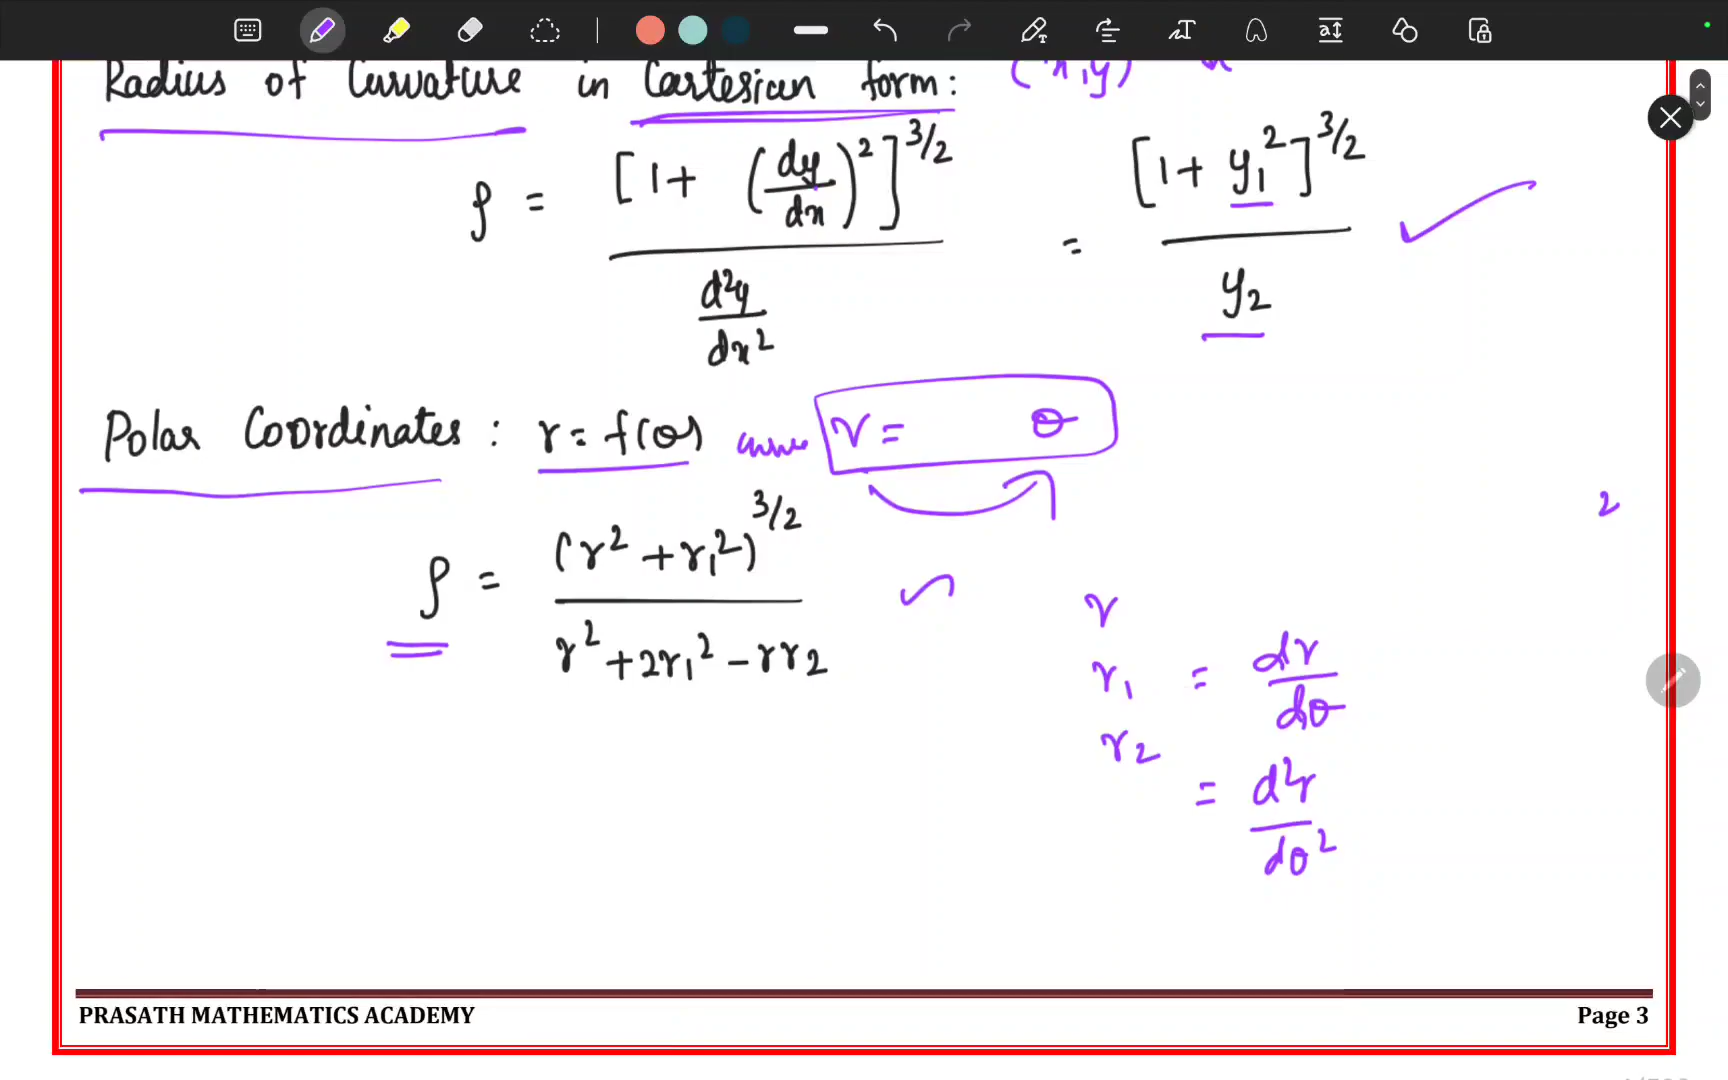 Radius of Curvature in Cartesian form: (x,y)
ρ = [1 + (dy/dx)²]^3/2 / d²y/dx² = [1 + y₁²]^3/2 / y₂
Polar Coordinates : r = f(θ) curve r = θ
ρ = (r² + r₁²)^3/2 / r² + 2r₁² - rr₂
2
r
r₁ = dr/dθ
r₂ = d²r/dθ²
PRASATH MATHEMATICS ACADEMY Page 3